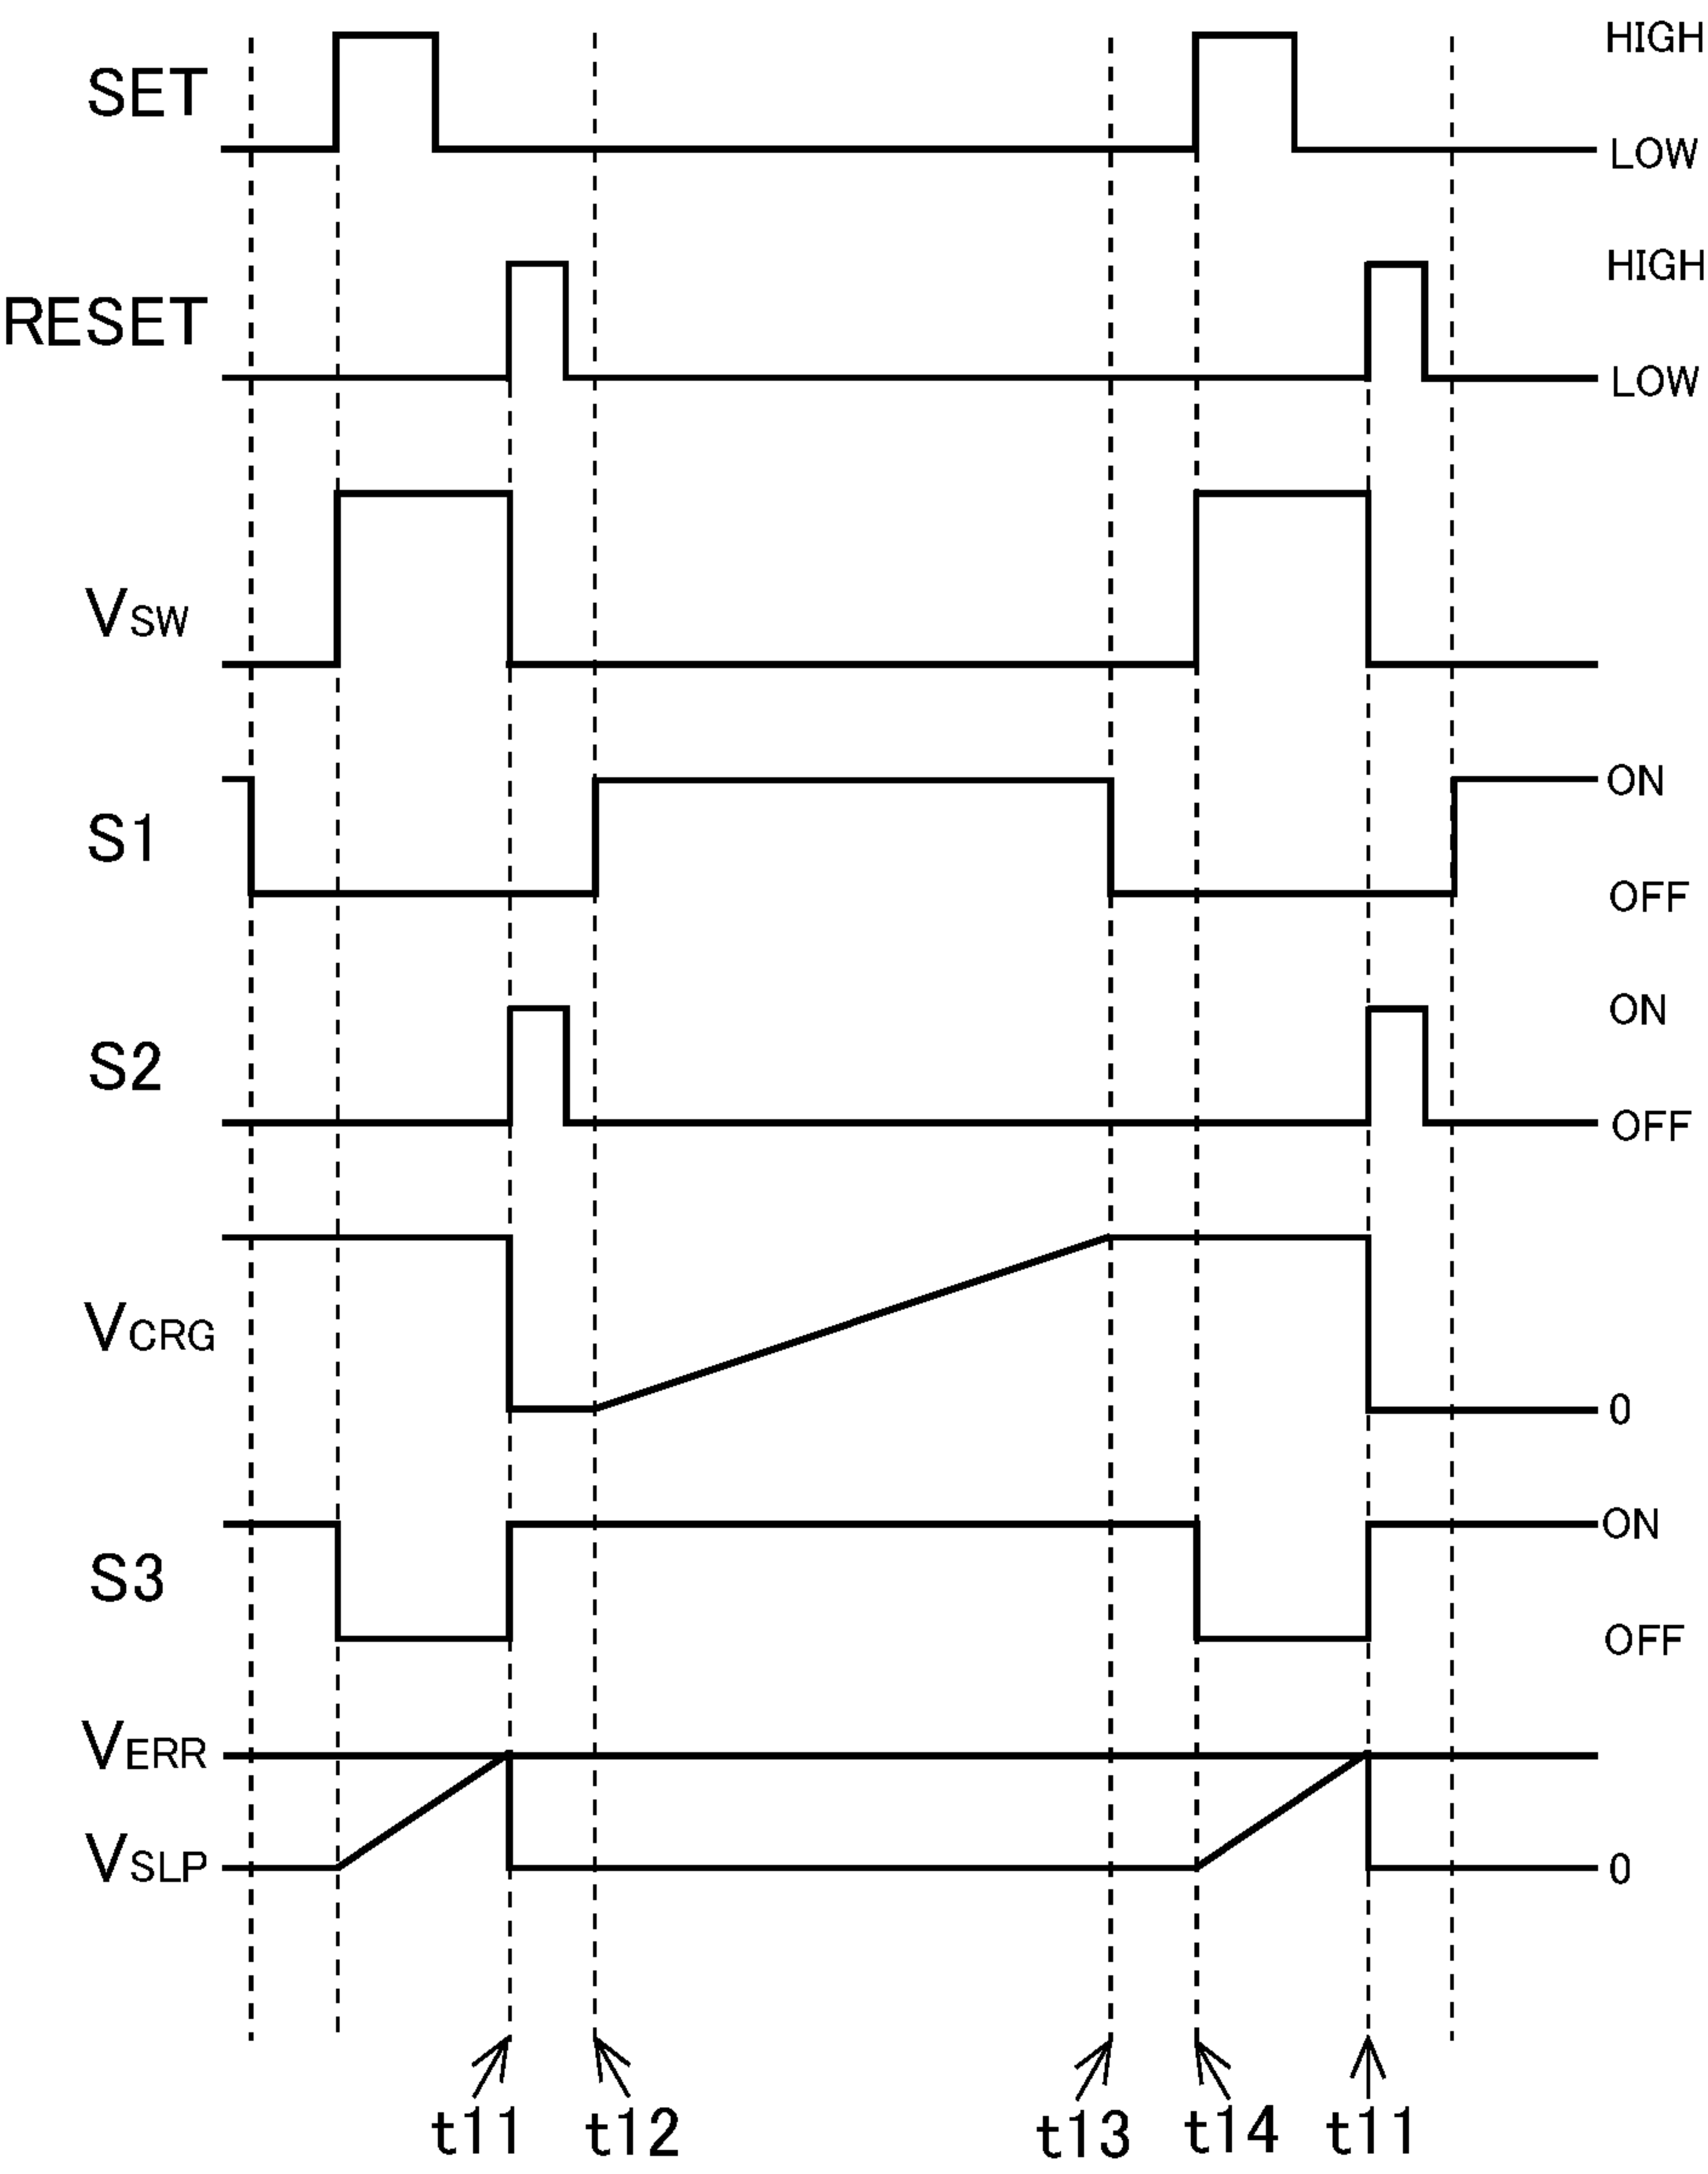 HIGH
SET
LOW
HIGH
RESET
LOW
VSW
ON
S1
OFF
ON
S2
OFF
VCRG
0
ON
S3
OFF
VERR
VSLP
0
t11 t12 t13 t14 t11